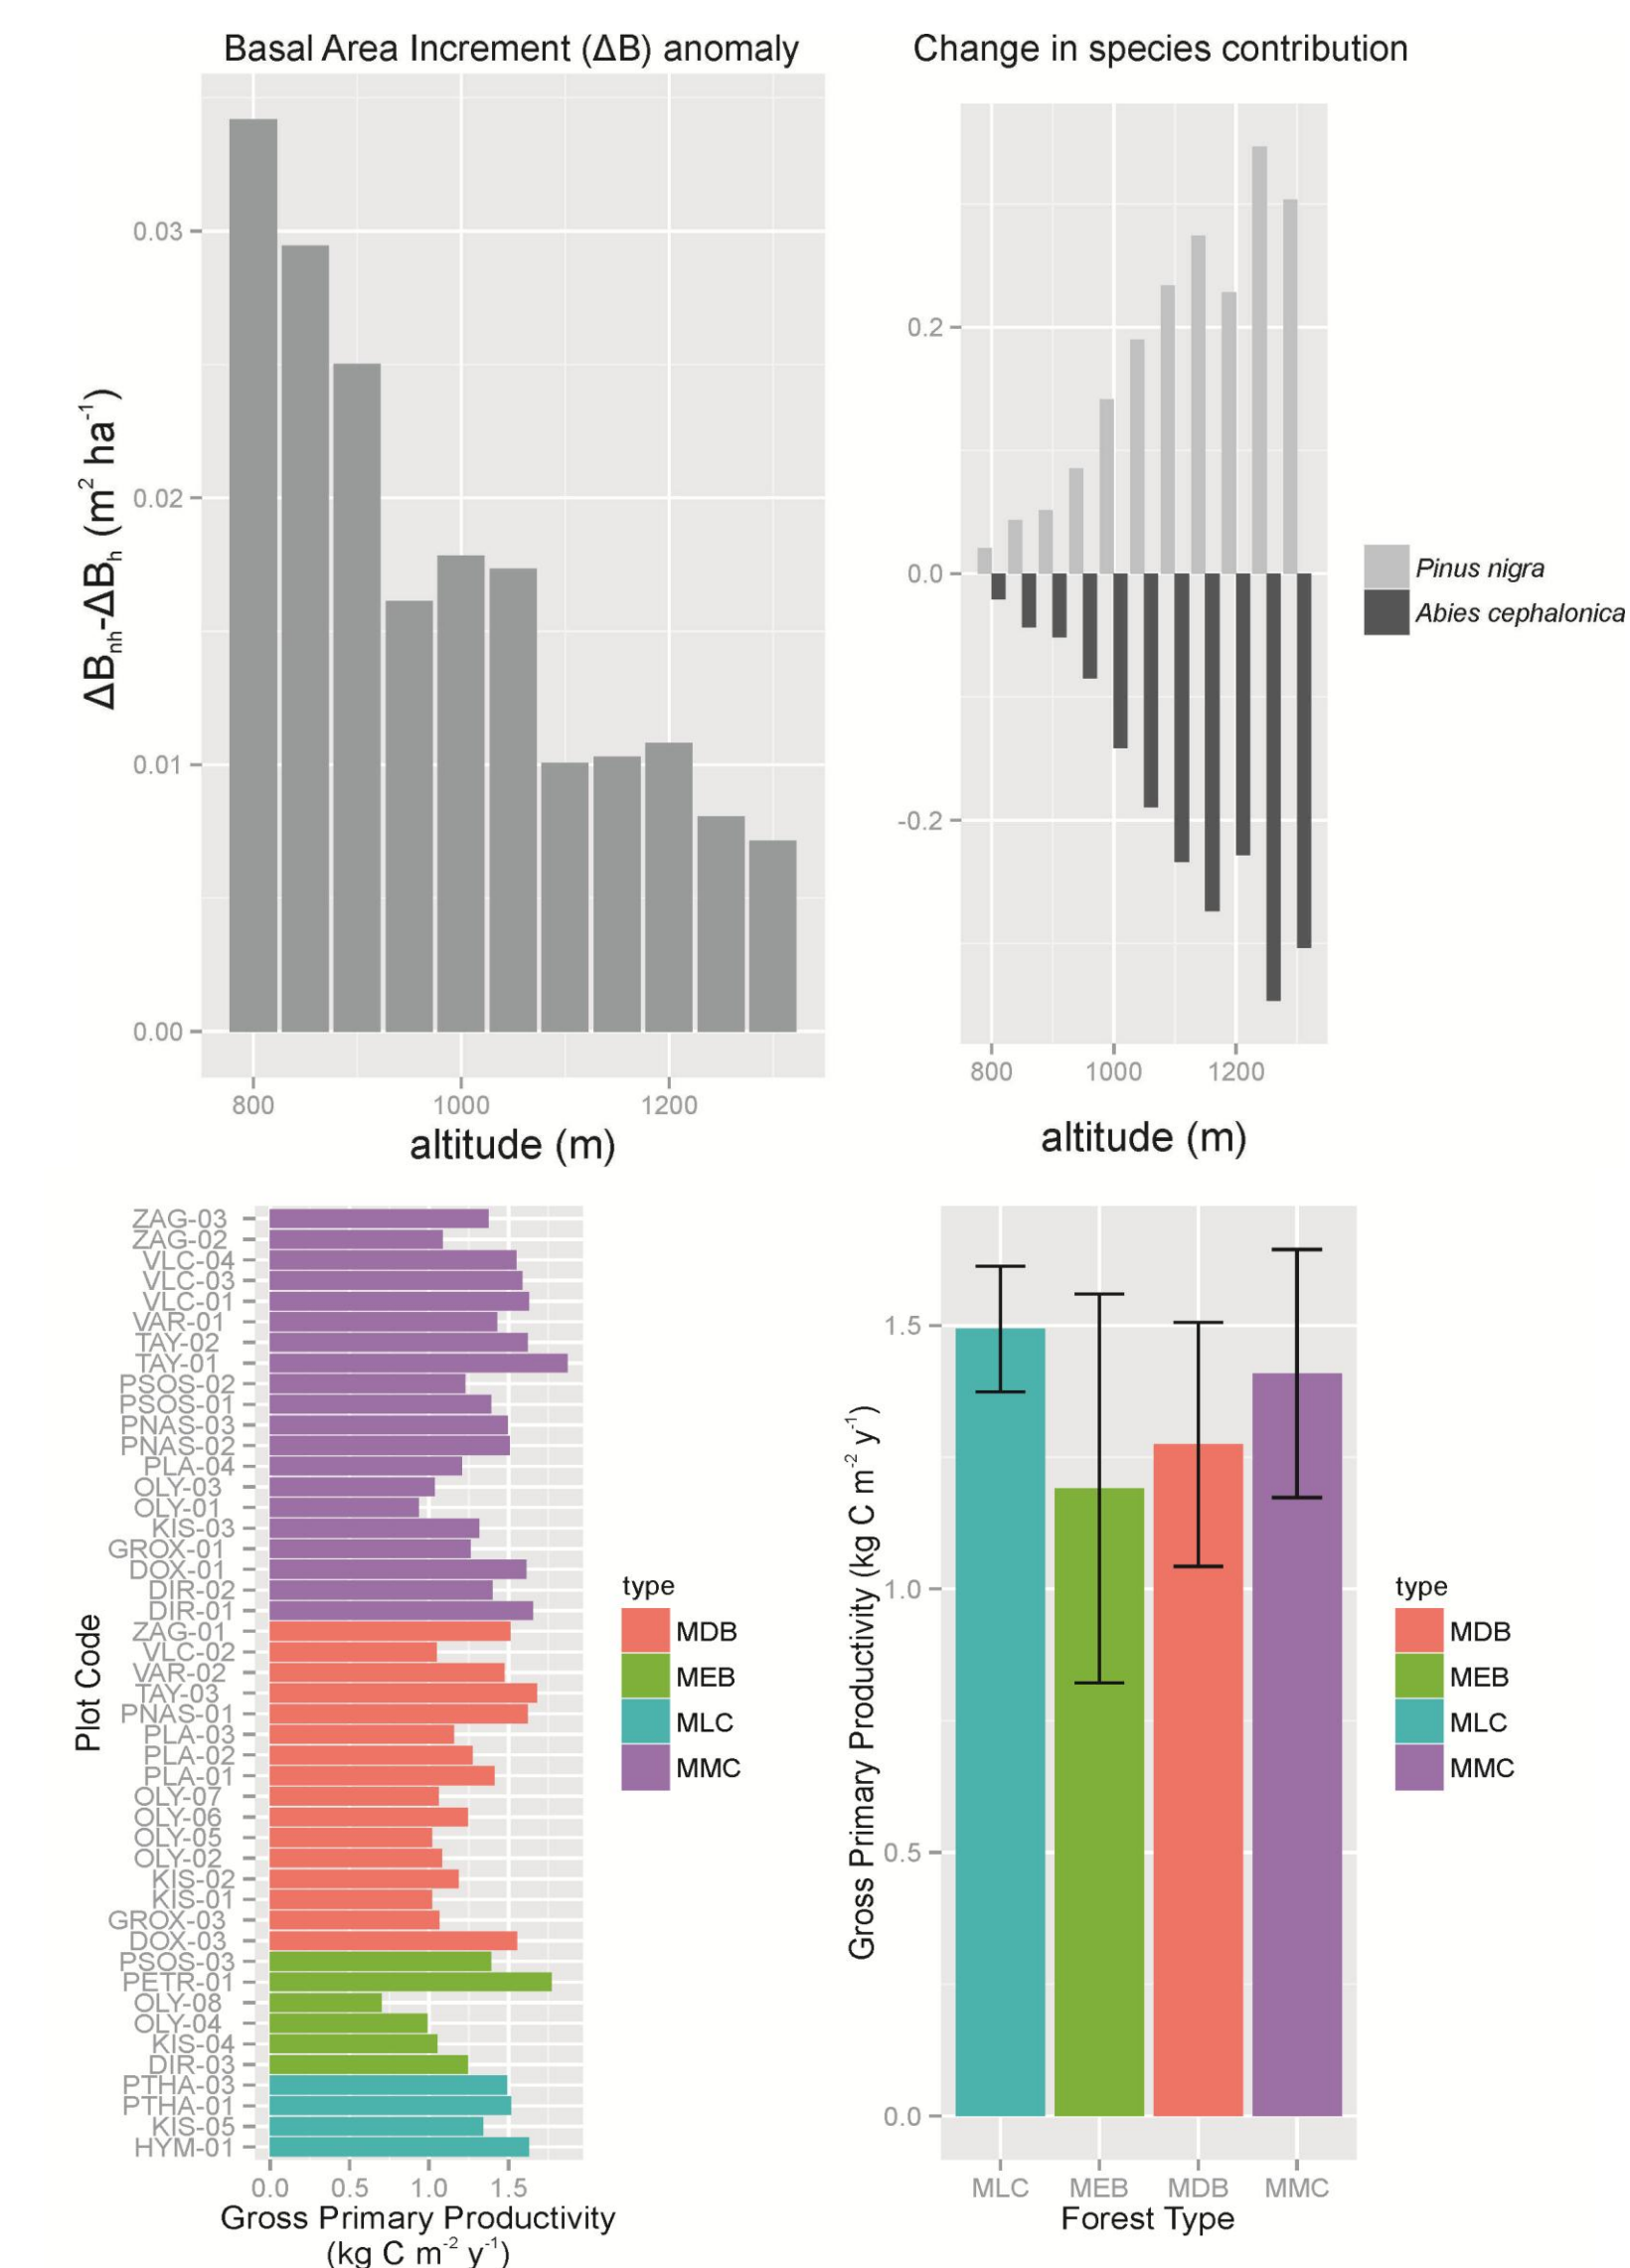 Basal Area Increment (ΔB) anomaly
ΔBnh-ΔBh (m² ha⁻¹)
0.03
0.02
0.01
0.00
800 1000 1200
altitude (m)
Change in species contribution
0.2
0.0
-0.2
800 1000 1200
altitude (m)
Pinus nigra
Abies cephalonica
Plot Code
ZAG-03
ZAG-02
VLC-04
VLC-03
VLC-01
VAR-01
TAY-02
TAY-01
PSOS-02
PSOS-01
PNAS-03
PNAS-02
PLA-04
OLY-03
OLY-01
KIS-03
GROX-01
DOX-01
DIR-02
DIR-01
ZAG-01
VLC-02
VAR-02
TAY-03
PNAS-01
PLA-03
PLA-02
PLA-01
OLY-07
OLY-06
OLY-05
OLY-02
KIS-02
KIS-01
GROX-03
DOX-03
PSOS-03
PETR-01
OLY-08
OLY-04
KIS-04
DIR-03
PTHA-03
PTHA-01
KIS-05
HYM-01
0.0 0.5 1.0 1.5
Gross Primary Productivity
(kg C m⁻² y⁻¹)
type
MDB
MEB
MLC
MMC
Gross Primary Productivity (kg C m⁻² y⁻¹)
1.5
1.0
0.5
0.0
MLC MEB MDB MMC
Forest Type
type
MDB
MEB
MLC
MMC